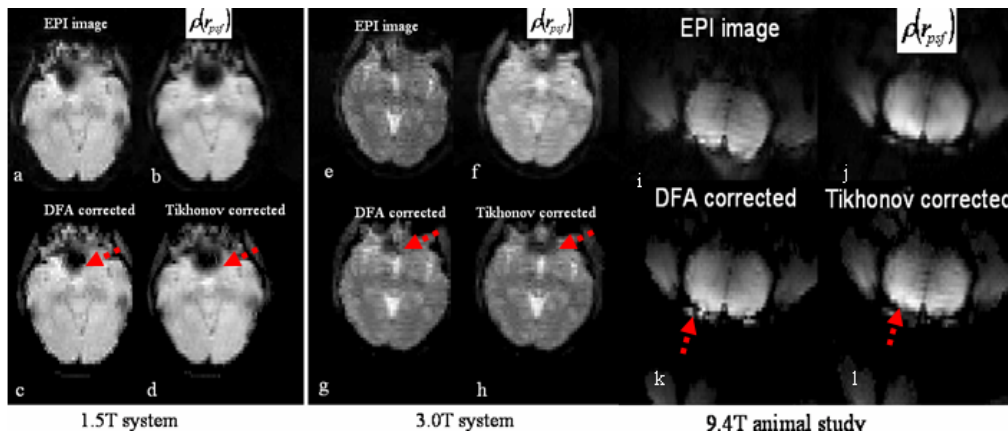 EPI image
ρ(r_psf)
a
b
DFA corrected
Tikhonov corrected
c
d
1.5T system
EPI image
ρ(r_psf)
e
f
DFA corrected
Tikhonov corrected
g
h
3.0T system
EPI image
ρ(r_psf)
i
j
DFA corrected
Tikhonov corrected
k
l
9.4T animal study